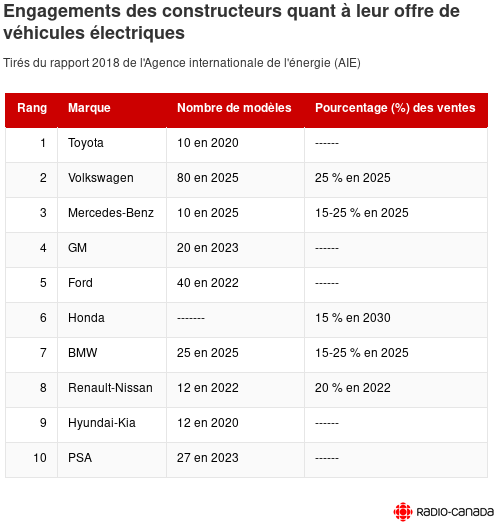 Engagements des constructeurs quant à leur offre de
véhicules électriques
Tirés du rapport 2018 de l'Agence internationale de l'énergie (AIE)
Rang Marque Nombre de modèles Pourcentage (%) des ventes
1 Toyota 10 en 2020 ------
2 Volkswagen 80 en 2025 25 % en 2025
3 Mercedes-Benz 10 en 2025 15-25 % en 2025
4 GM 20 en 2023 ------
5 Ford 40 en 2022 ------
6 Honda ------- 15 % en 2030
7 BMW 25 en 2025 15-25 % en 2025
8 Renault-Nissan 12 en 2022 20 % en 2022
9 Hyundai-Kia 12 en 2020 ------
10 PSA 27 en 2023 ------
RADIO-CANADA